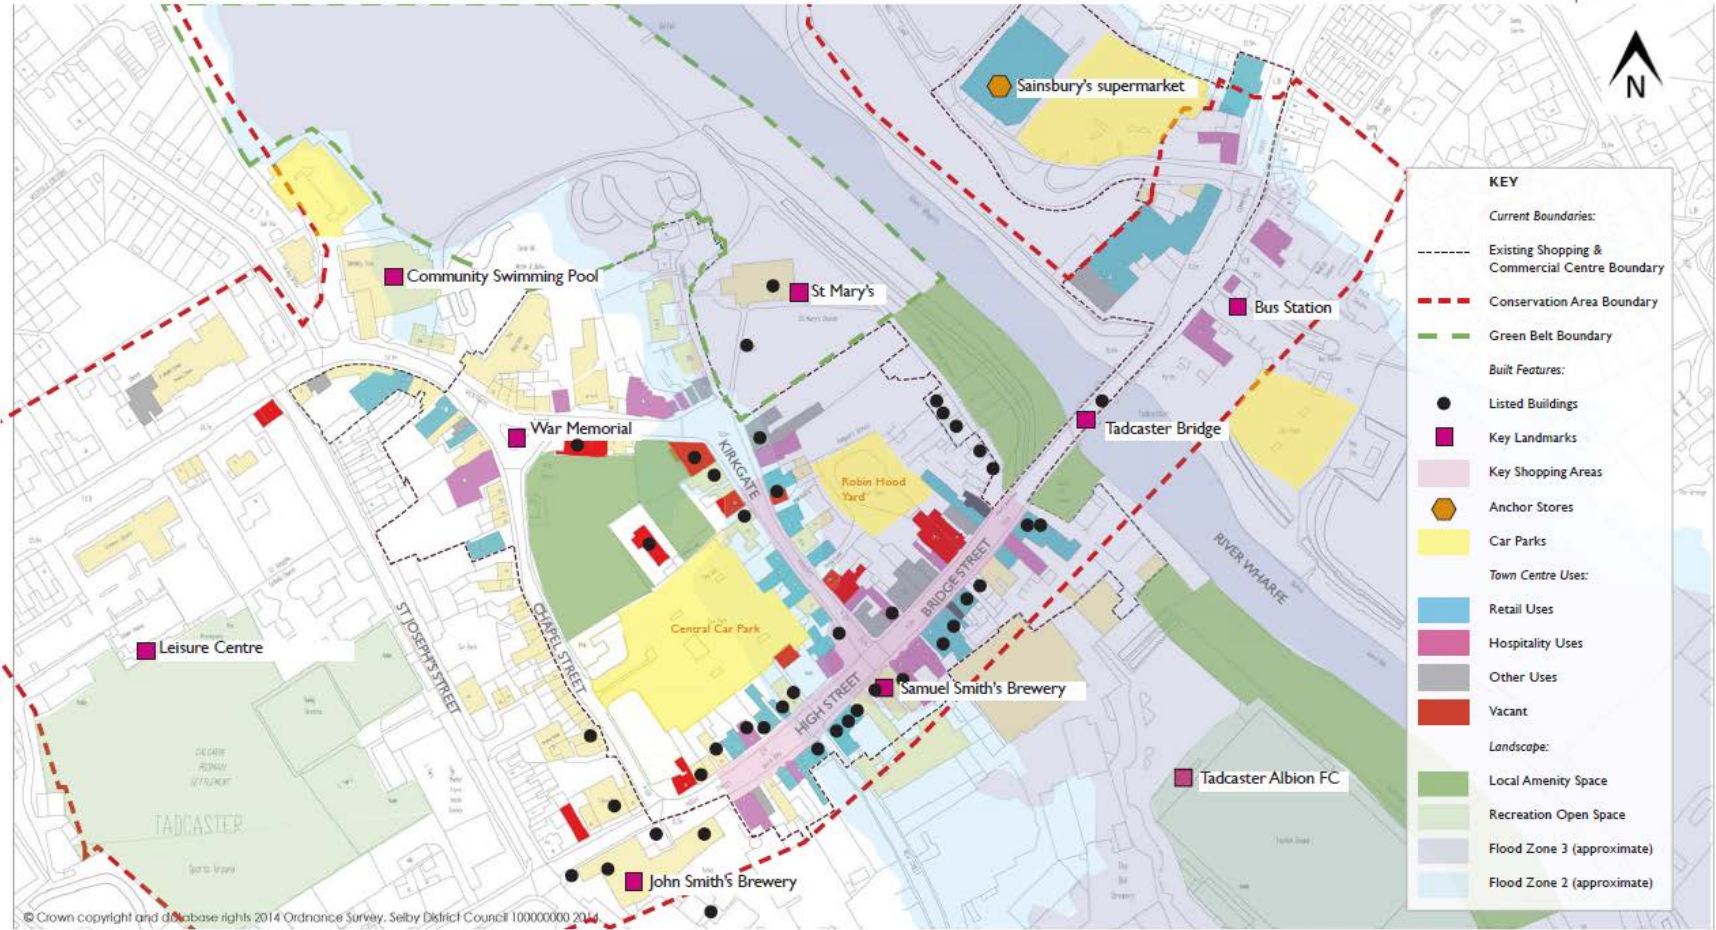 N
Sainsbury's supermarket
Community Swimming Pool
St Mary's
Bus Station
War Memorial
Tadcaster Bridge
KIRKGATE
Robin Hood
Yard
BRIDGE STREET
RIVER WHARFE
Central Car Park
ST JOSEPH'S STREET
CHAPEL STREET
Leisure Centre
HIGH STREET
Samuel Smith's Brewery
Tadcaster Albion FC
CALCARIA
ROMAN
SETTLEMENT
TADCASTER
Sports Ground
John Smith's Brewery
© Crown copyright and database rights 2014 Ordnance Survey. Selby District Council 100000000 2014
KEY
Current Boundaries:
Existing Shopping &
Commercial Centre Boundary
Conservation Area Boundary
Green Belt Boundary
Built Features:
Listed Buildings
Key Landmarks
Key Shopping Areas
Anchor Stores
Car Parks
Town Centre Uses:
Retail Uses
Hospitality Uses
Other Uses
Vacant
Landscape:
Local Amenity Space
Recreation Open Space
Flood Zone 3 (approximate)
Flood Zone 2 (approximate)